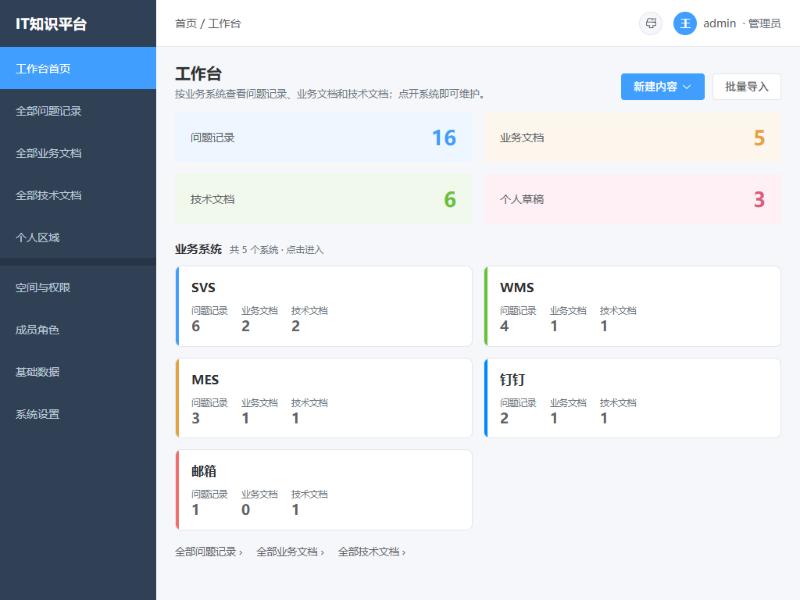 IT知识平台
首页 / 工作台
王 admin · 管理员
工作台首页
全部问题记录
全部业务文档
全部技术文档
个人区域
空间与权限
成员角色
基础数据
系统设置
工作台
按业务系统查看问题记录、业务文档和技术文档；点开系统即可维护。
新建内容
批量导入
问题记录 16
业务文档 5
技术文档 6
个人草稿 3
业务系统 共 5 个系统 · 点击进入
SVS
问题记录 业务文档 技术文档
6 2 2
WMS
问题记录 业务文档 技术文档
4 1 1
MES
问题记录 业务文档 技术文档
3 1 1
钉钉
问题记录 业务文档 技术文档
2 1 1
邮箱
问题记录 业务文档 技术文档
1 0 1
全部问题记录 › 全部业务文档 › 全部技术文档 ›